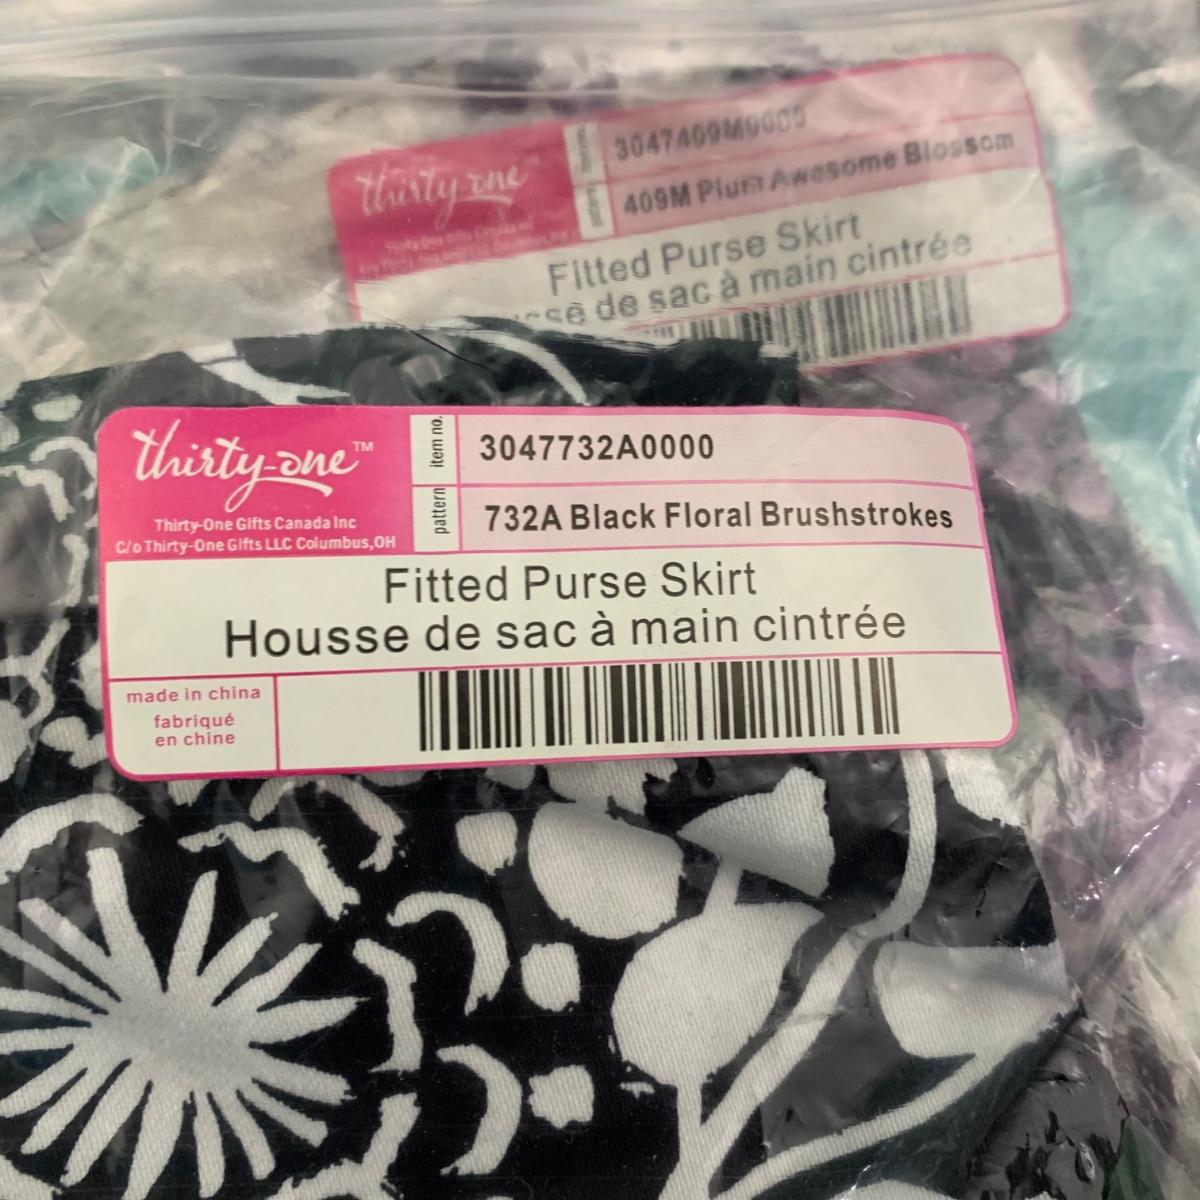 thirty-one
3047409M0000
409M Plum Awesome Blossom
Fitted Purse Skirt
de sac à main cintrée
thirty-one™
Thirty-One Gifts Canada Inc
C/o Thirty-One Gifts LLC Columbus,OH
item no.
3047732A0000
pattern
732A Black Floral Brushstrokes
Fitted Purse Skirt
Housse de sac à main cintrée
made in china
fabriqué
en chine